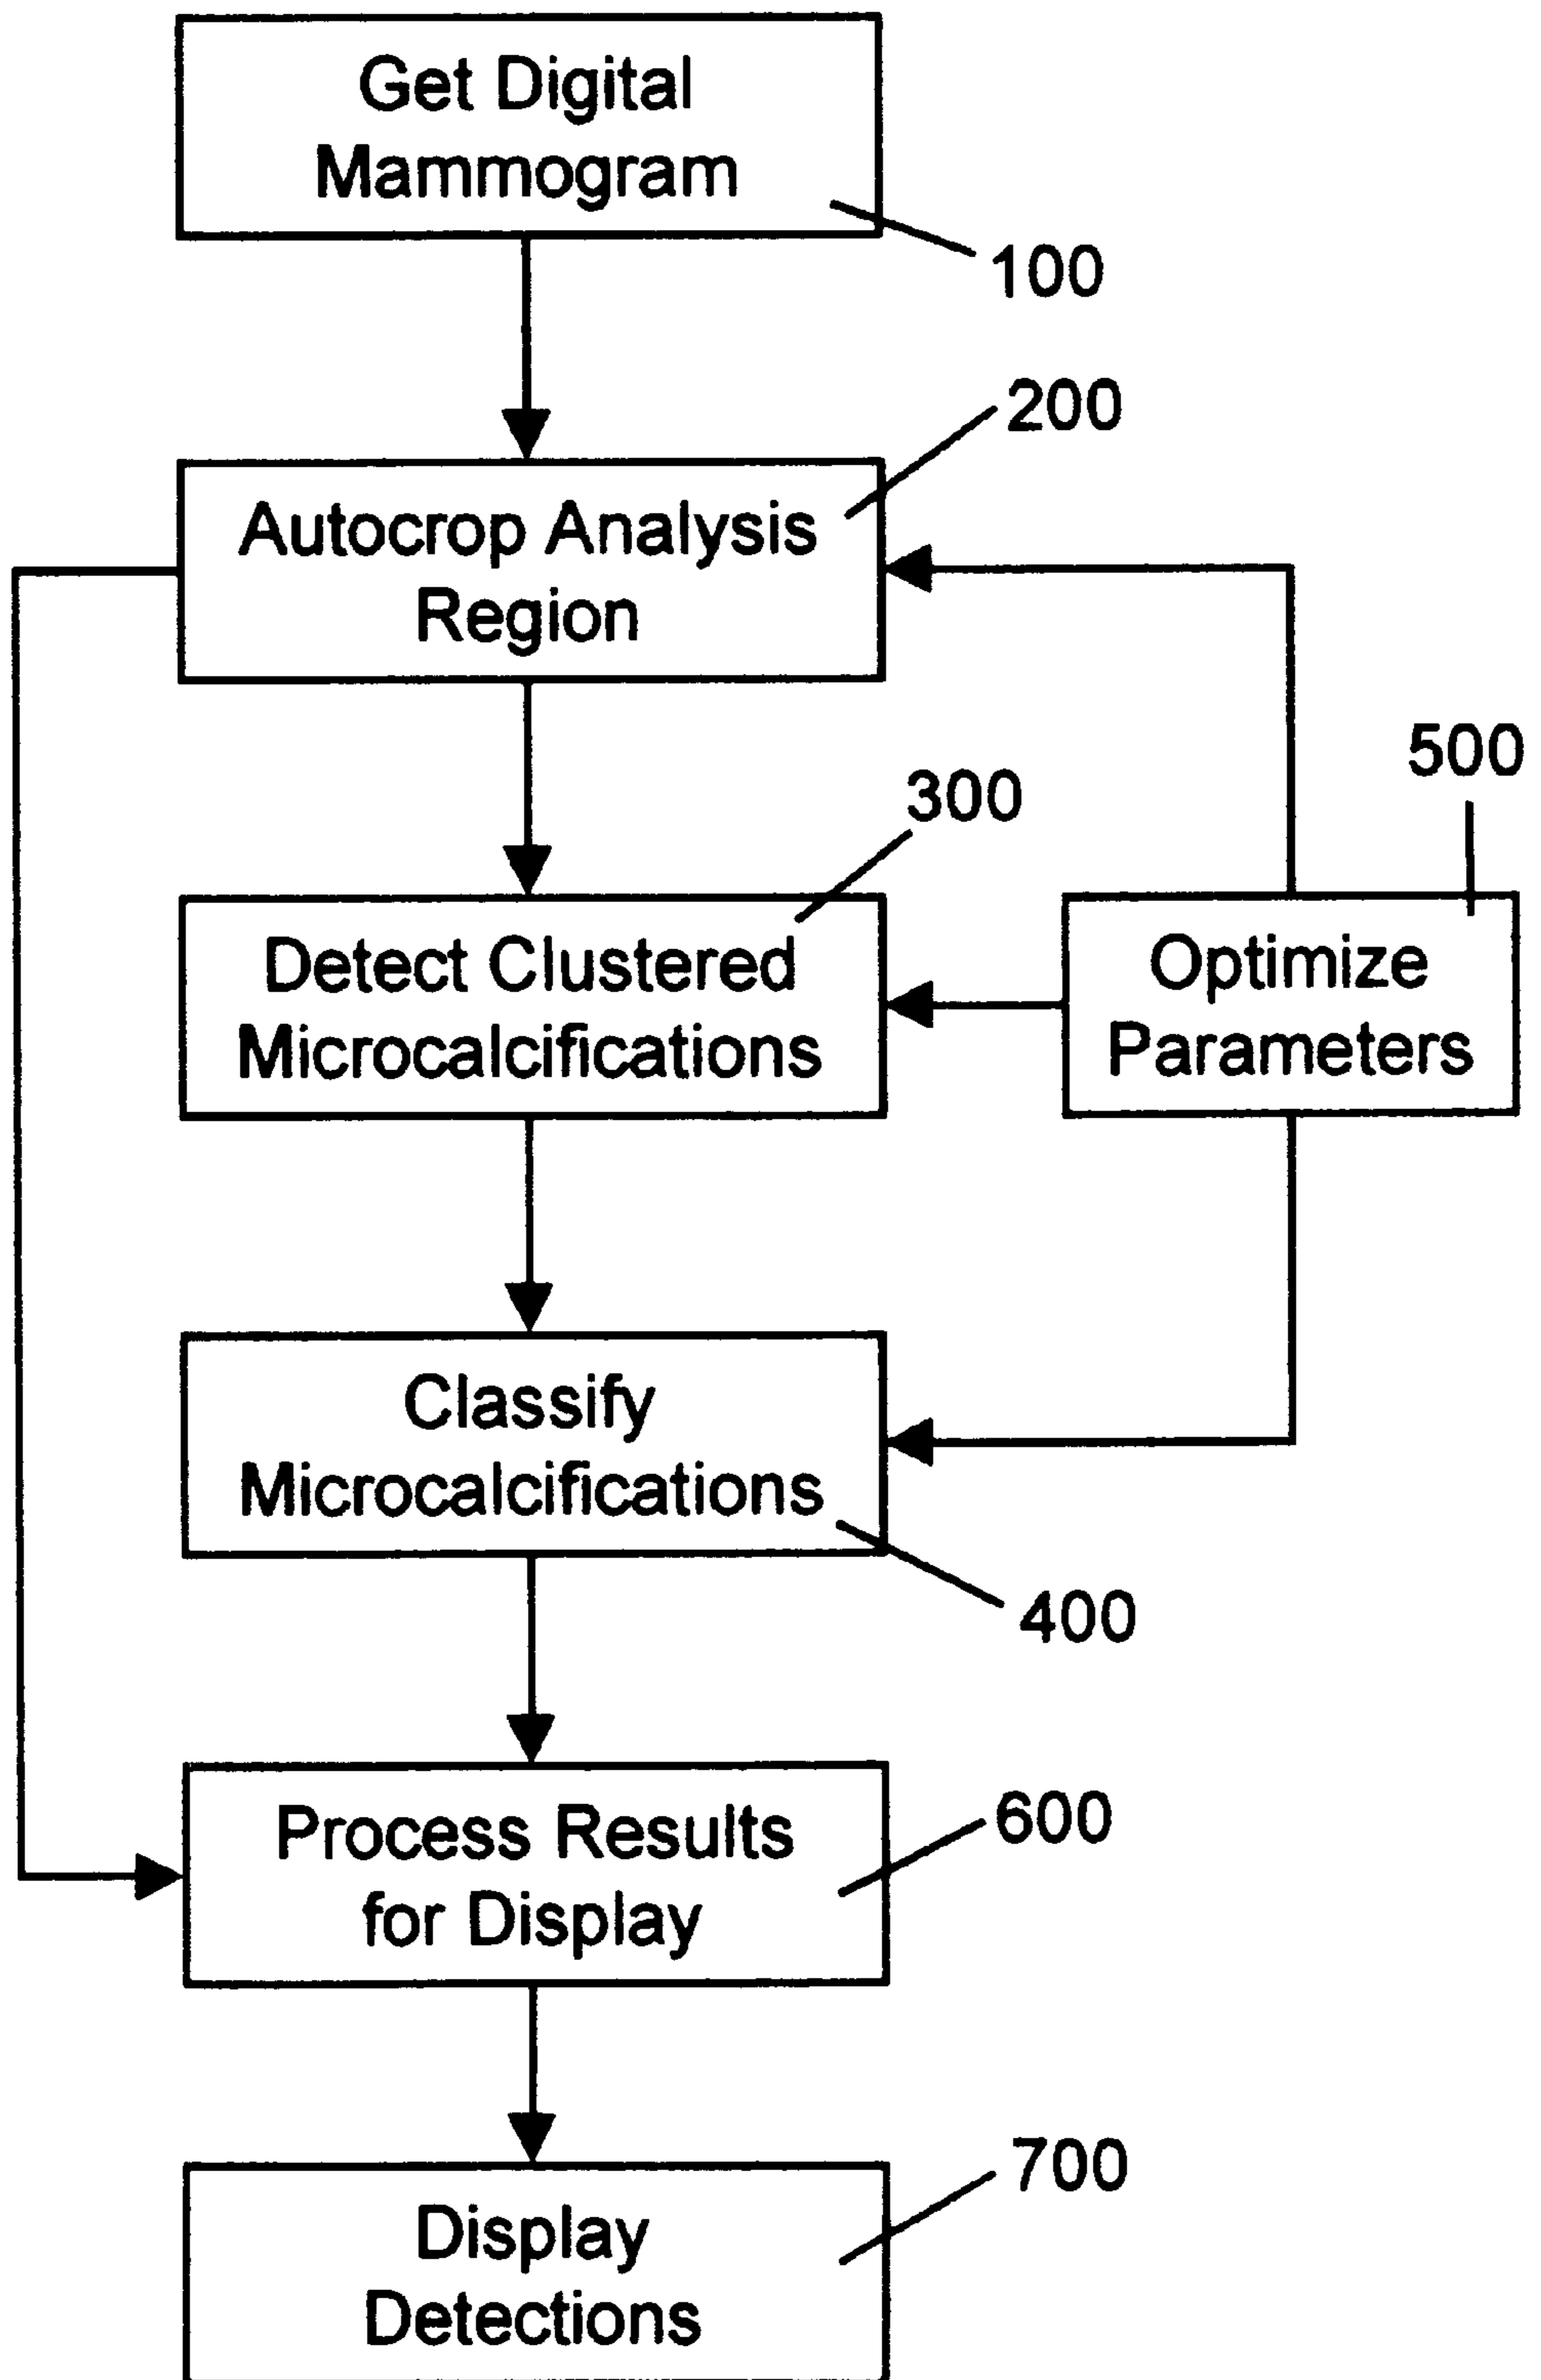 Get Digital
Mammogram
100
200
Autocrop Analysis
Region
500
300
Detect Clustered
Microcalcifications
Optimize
Parameters
Classify
Microcalcifications
400
Process Results
for Display
600
700
Display
Detections